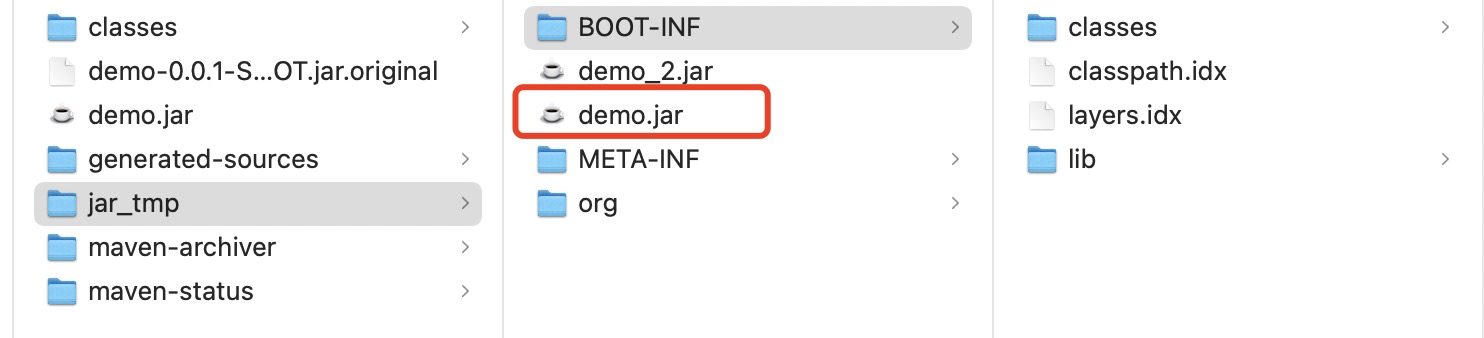 classes
demo-0.0.1-S...OT.jar.original
demo.jar
generated-sources
jar_tmp
maven-archiver
maven-status
BOOT-INF
demo_2.jar
demo.jar
META-INF
org
classes
classpath.idx
layers.idx
lib